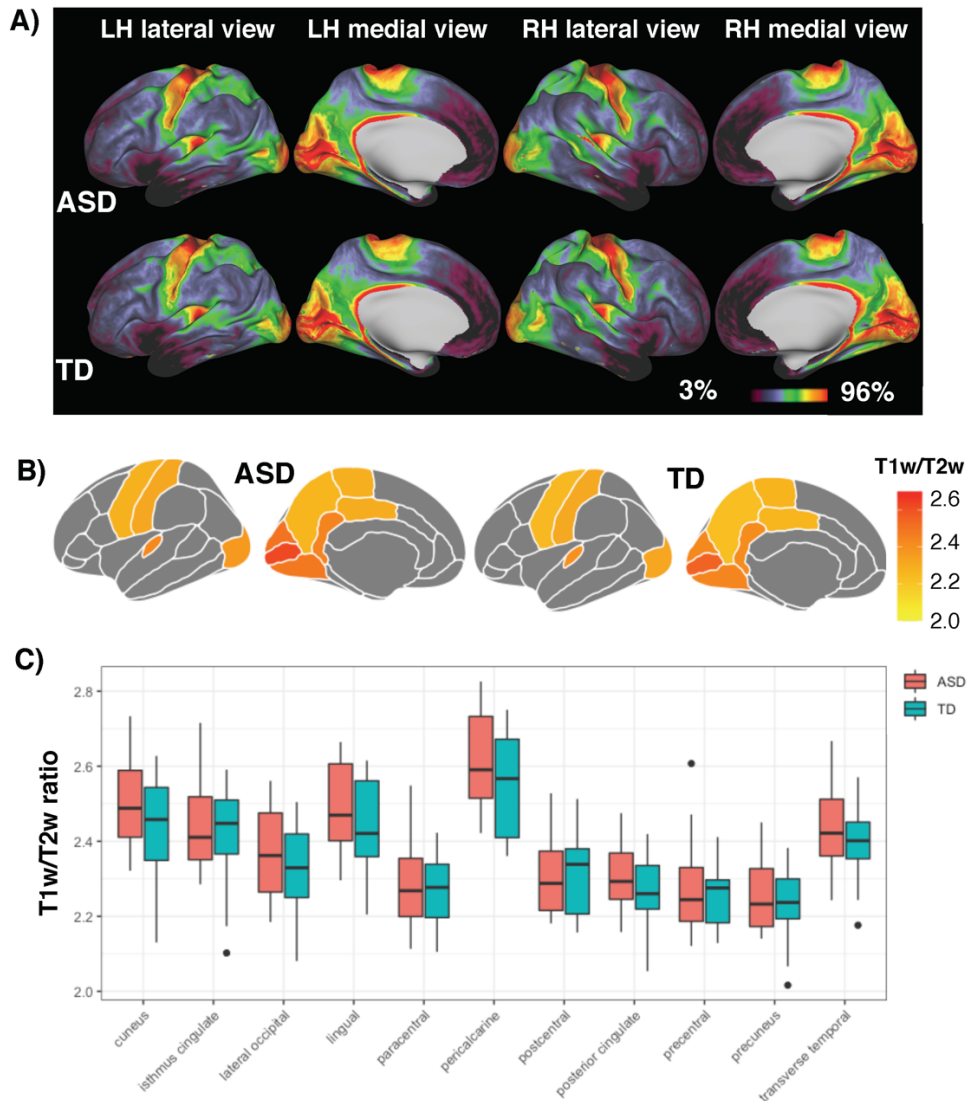 A)
LH lateral view LH medial view RH lateral view RH medial view
ASD
TD
3% 96%
B)
ASD TD T1w/T2w
2.6
2.4
2.2
2.0
C)
T1w/T2w ratio
2.8
2.6
2.4
2.2
2.0
ASD
TD
cuneus
isthmus cingulate
lateral occipital
lingual
paracentral
pericalcarine
postcentral
posterior cingulate
precentral
precuneus
transverse temporal